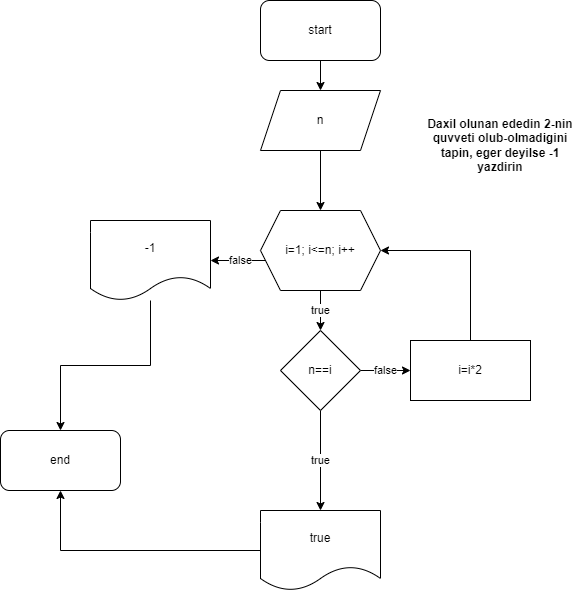 start
n
Daxil olunan ededin 2-nin
quvveti olub-olmadigini
tapin, eger deyilse -1
yazdirin
-1
false
i=1; i<=n; i++
true
n==i
false
i=i*2
end
true
true